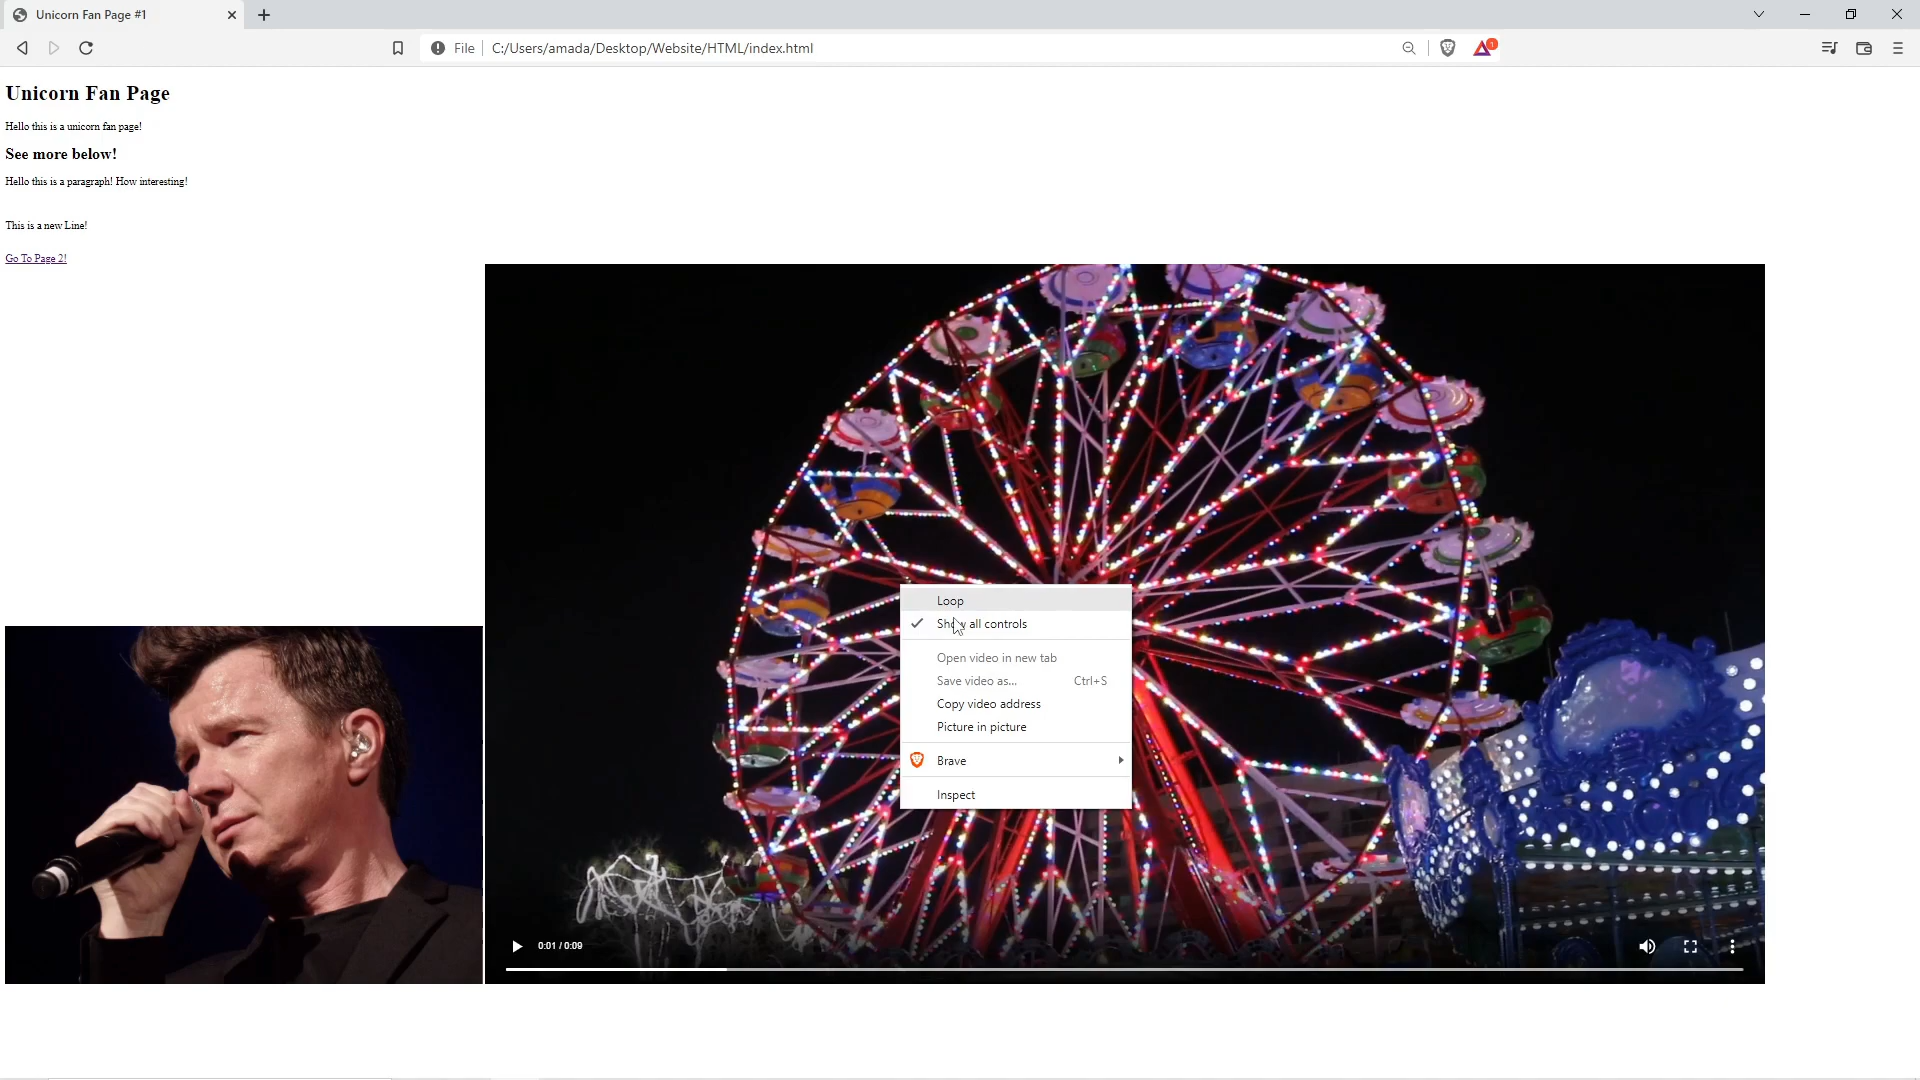 Unicorn Fan Page #1
File C:/Users/amada/Desktop/Website/HTML/index.html
1
Unicorn Fan Page
Hello this is a unicorn fan page!
See more below!
Hello this is a paragraph! How interesting!
This is a new Line!
Go To Page 2!
Loop
Show all controls
Open video in new tab
Save video as... Ctrl+S
Copy video address
Picture in picture
Brave
Inspect
0:01 / 0:09